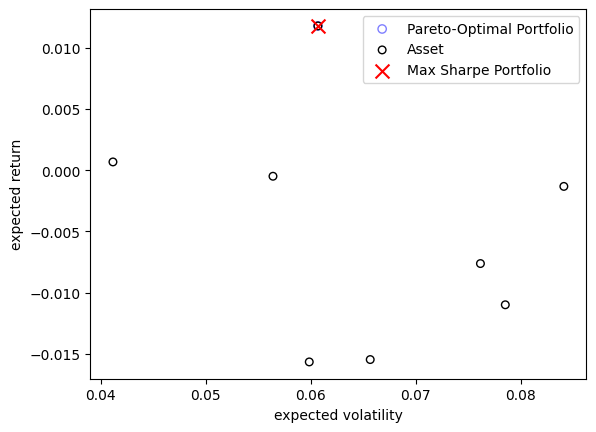 Pareto-Optimal Portfolio
Asset
Max Sharpe Portfolio
0.010
0.005
0.000
−0.005
−0.010
−0.015
expected return
0.04
0.05
0.06
0.07
0.08
expected volatility